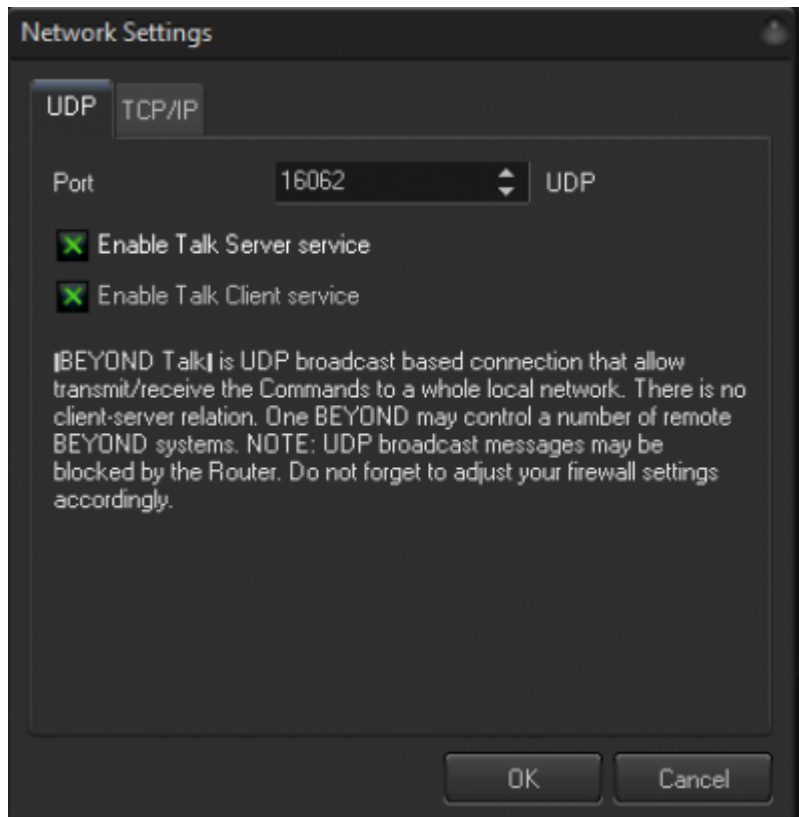 Network Settings
UDP TCP/IP
Port 16062 UDP
Enable Talk Server service
Enable Talk Client service
|BEYOND Talk| is UDP broadcast based connection that allow
transmit/receive the Commands to a whole local network. There is no
client-server relation. One BEYOND may control a number of remote
BEYOND systems. NOTE: UDP broadcast messages may be
blocked by the Router. Do not forget to adjust your firewall settings
accordingly.
OK Cancel